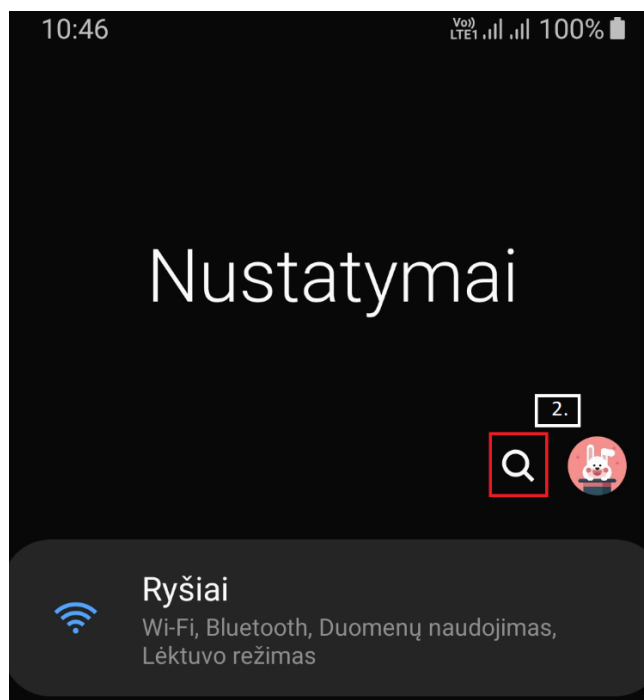 10:46 Vo)) LTE1 100%
Nustatymai
2.
Ryšiai
Wi-Fi, Bluetooth, Duomenų naudojimas,
Lėktuvo režimas